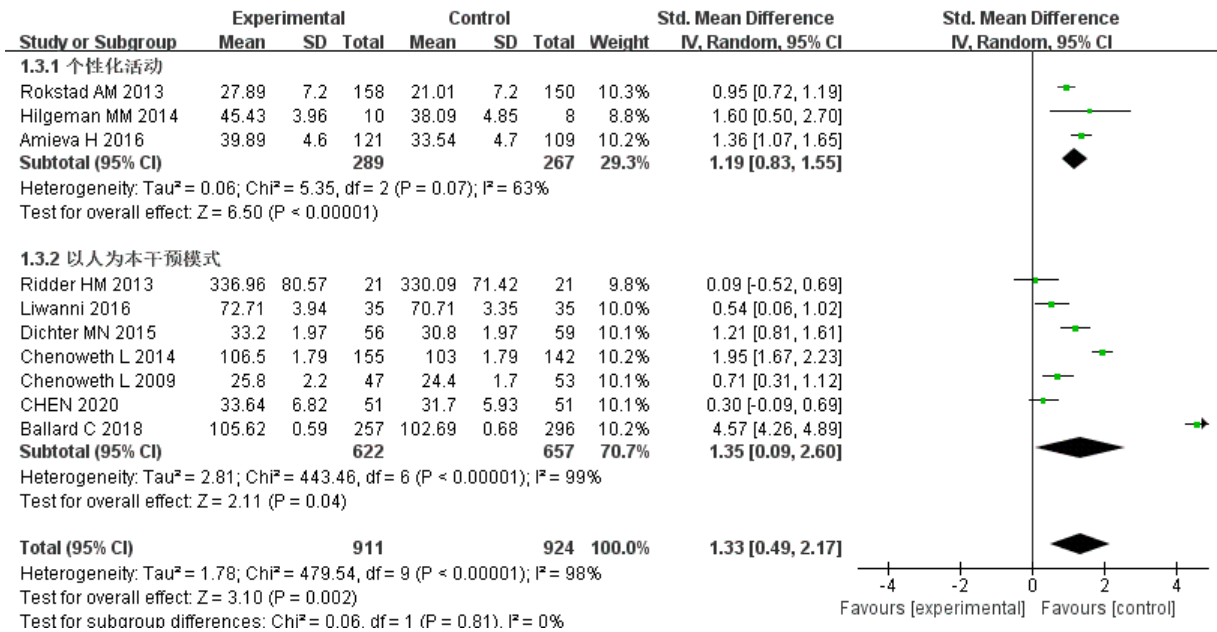 Experimental Control Std. Mean Difference Std. Mean Difference
Study or Subgroup Mean SD Total Mean SD Total Weight IV, Random, 95% CI IV, Random, 95% CI
1.3.1 个性化活动
Rokstad AM 2013 27.89 7.2 158 21.01 7.2 150 10.3% 0.95 [0.72, 1.19]
Hilgeman MM 2014 45.43 3.96 10 38.09 4.85 8 8.8% 1.60 [0.50, 2.70]
Amieva H 2016 39.89 4.6 121 33.54 4.7 109 10.2% 1.36 [1.07, 1.65]
Subtotal (95% CI) 289 267 29.3% 1.19 [0.83, 1.55]
Heterogeneity: Tau² = 0.06; Chi² = 5.35, df = 2 (P = 0.07); I² = 63%
Test for overall effect: Z = 6.50 (P < 0.00001)
1.3.2 以人为本干预模式
Ridder HM 2013 336.96 80.57 21 330.09 71.42 21 9.8% 0.09 [-0.52, 0.69]
Liwanni 2016 72.71 3.94 35 70.71 3.35 35 10.0% 0.54 [0.06, 1.02]
Dichter MN 2015 33.2 1.97 56 30.8 1.97 59 10.1% 1.21 [0.81, 1.61]
Chenoweth L 2014 106.5 1.79 155 103 1.79 142 10.2% 1.95 [1.67, 2.23]
Chenoweth L 2009 25.8 2.2 47 24.4 1.7 53 10.1% 0.71 [0.31, 1.12]
CHEN 2020 33.64 6.82 51 31.7 5.93 51 10.1% 0.30 [-0.09, 0.69]
Ballard C 2018 105.62 0.59 257 102.69 0.68 296 10.2% 4.57 [4.26, 4.89]
Subtotal (95% CI) 622 657 70.7% 1.35 [0.09, 2.60]
Heterogeneity: Tau² = 2.81; Chi² = 443.46, df = 6 (P < 0.00001); I² = 99%
Test for overall effect: Z = 2.11 (P = 0.04)
Total (95% CI) 911 924 100.0% 1.33 [0.49, 2.17]
Heterogeneity: Tau² = 1.78; Chi² = 479.54, df = 9 (P < 0.00001); I² = 98%
Test for overall effect: Z = 3.10 (P = 0.002)
Test for subgroup differences: Chi² = 0.06, df = 1 (P = 0.81), I² = 0%
-4 -2 0 2 4
Favours [experimental] Favours [control]